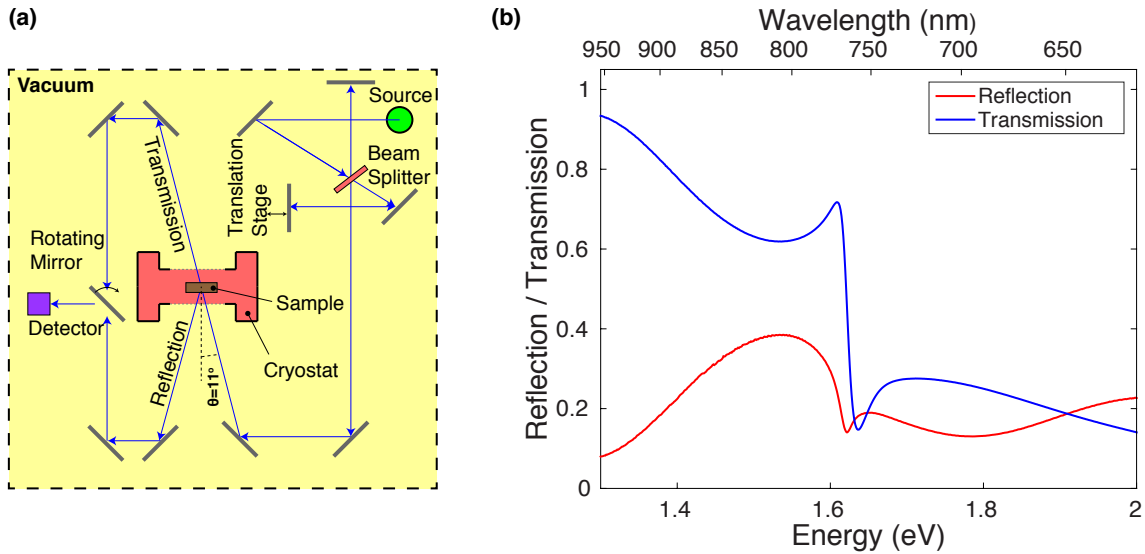 (a)
Vacuum
Source
Transmission
Translation
Stage
Beam
Splitter
Rotating
Mirror
Detector
Sample
Reflection
θ=11º
Cryostat
(b)
Wavelength (nm)
950 900 850 800 750 700 650
Reflection / Transmission
1
0.8
0.6
0.4
0.2
0
Reflection
Transmission
1.4 1.6 1.8 2
Energy (eV)